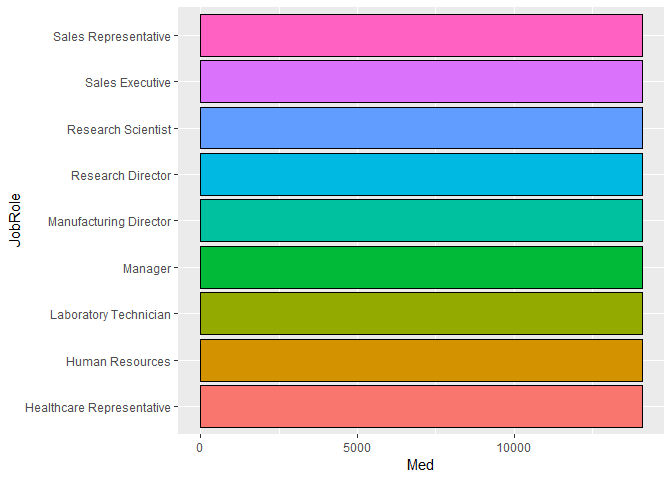 Sales Representative
Sales Executive
Research Scientist
Research Director
Manufacturing Director
Manager
Laboratory Technician
Human Resources
Healthcare Representative
JobRole
0 5000 10000
Med